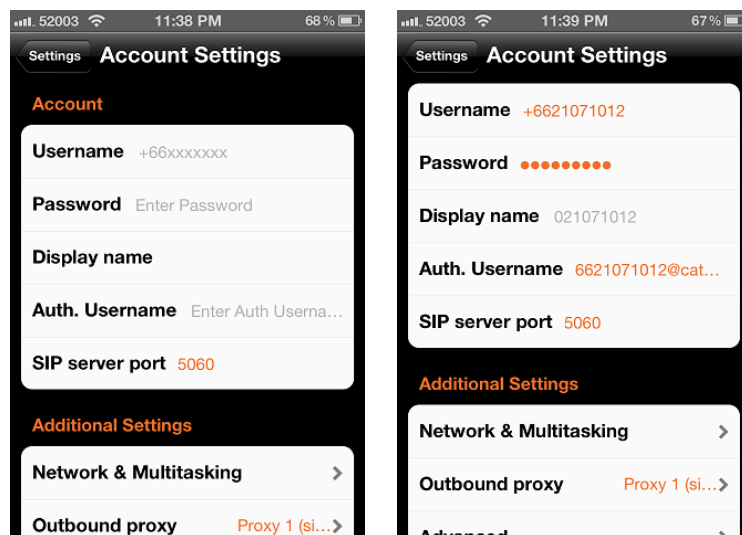 52003 11:38 PM 68 %
Settings Account Settings
Account
Username +66xxxxxxx
Password Enter Password
Display name
Auth. Username Enter Auth Userna...
SIP server port 5060
Additional Settings
Network & Multitasking
Outbound proxy Proxy 1 (si...
52003 11:39 PM 67 %
Settings Account Settings
Username +6621071012
Password ●●●●●●●●●
Display name 021071012
Auth. Username 6621071012@cat...
SIP server port 5060
Additional Settings
Network & Multitasking
Outbound proxy Proxy 1 (si...
Advanced